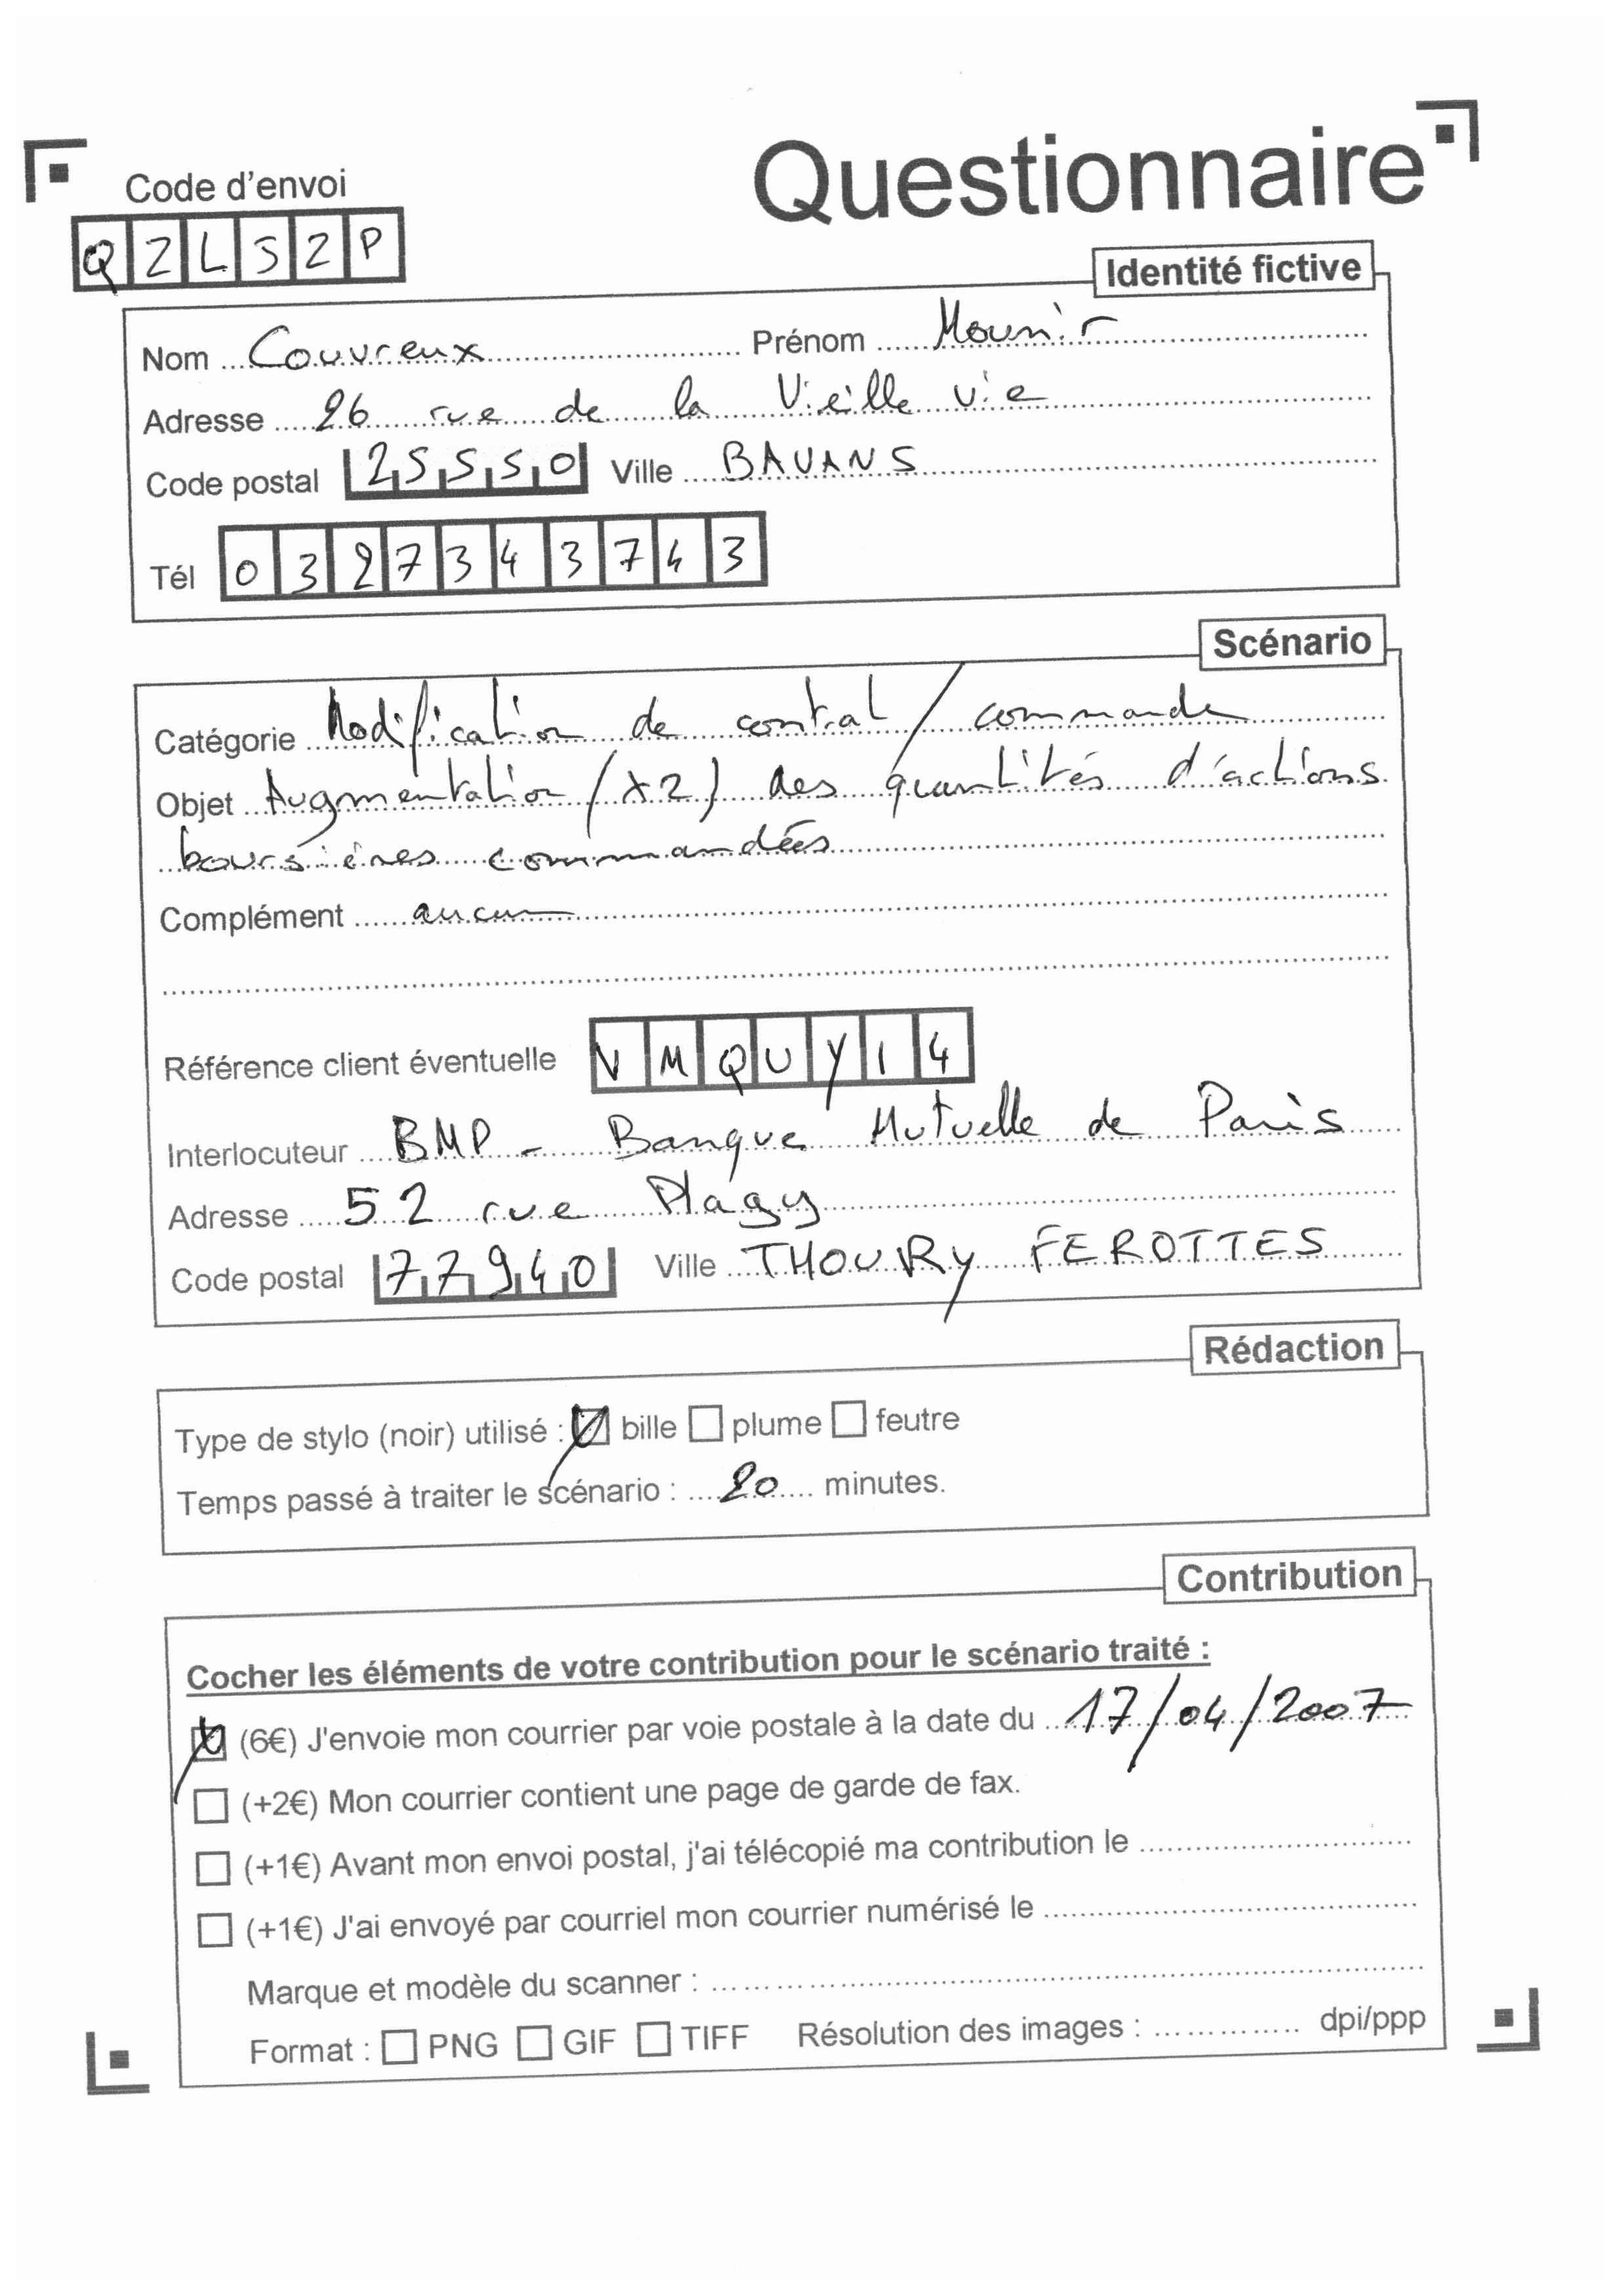 Questionnaire
Code d'envoi
QZLS2P
Identité fictive
Nom Couvreux Prénom Mounir
Adresse 26 rue de la Vieille vie
Code postal 25550 Ville BAVANS
Tél 0327343743
Scénario
Catégorie Modification de contrat / commande
Objet Augmentation (x2) des quantités d'actions
boursières commandées
Complément aucun
Référence client éventuelle VMQUY14
Interlocuteur BMP - Banque Mutuelle de Paris
Adresse 52 rue Plagy
Code postal 77940 Ville THOURY FEROTTES
Rédaction
Type de stylo (noir) utilisé : bille plume feutre
Temps passé à traiter le scénario : 20 minutes.
Contribution
Cocher les éléments de votre contribution pour le scénario traité :
(6€) J'envoie mon courrier par voie postale à la date du 17/04/2007
(+2€) Mon courrier contient une page de garde de fax.
(+1€) Avant mon envoi postal, j'ai télécopié ma contribution le
(+1€) J'ai envoyé par courriel mon courrier numérisé le
Marque et modèle du scanner :
Format : PNG GIF TIFF Résolution des images : dpi/ppp